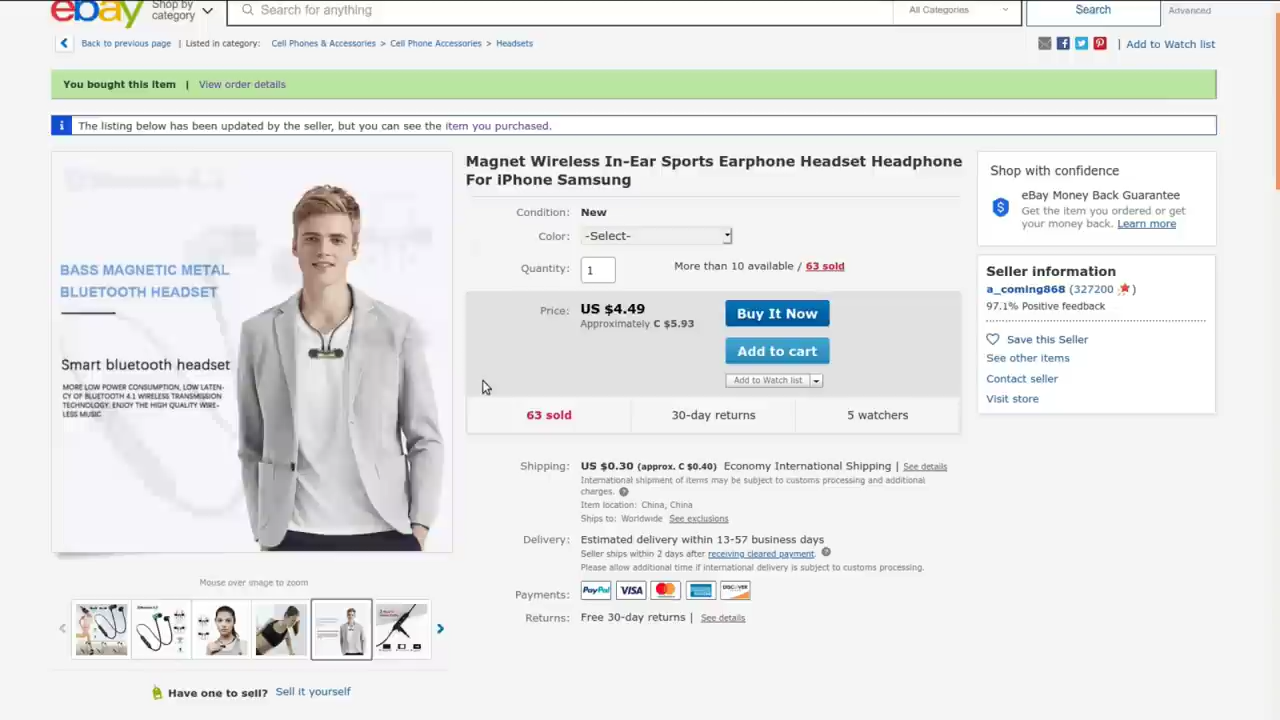 ebay
Shop by
category
Search for anything
All Categories
Search
Advanced
Back to previous page | Listed in category: Cell Phones & Accessories > Cell Phone Accessories > Headsets
| Add to Watch list
You bought this item | View order details
The listing below has been updated by the seller, but you can see the item you purchased.
BASS MAGNETIC METAL
BLUETOOTH HEADSET
Smart bluetooth headset
MORE LOW POWER CONSUMPTION, LOW LATEN-
CY OF BLUETOOTH 4.1 WIRELESS TRANSMISSION
TECHNOLOGY: ENJOY THE HIGH QUALITY WIRE-
LESS MUSIC
Mouse over image to zoom
Have one to sell? Sell it yourself
Magnet Wireless In-Ear Sports Earphone Headset Headphone
For iPhone Samsung
Condition: New
Color: -Select-
Quantity: 1
More than 10 available / 63 sold
Price: US $4.49
Approximately C $5.93
Buy It Now
Add to cart
Add to Watch list
63 sold
30-day returns
5 watchers
Shipping: US $0.30 (approx. C $0.40) Economy International Shipping | See details
International shipment of items may be subject to customs processing and additional
charges.
Item location: China, China
Ships to: Worldwide See exclusions
Delivery: Estimated delivery within 13-57 business days
Seller ships within 2 days after receiving cleared payment.
Please allow additional time if international delivery is subject to customs processing.
Payments: PayPal VISA DISCOVER
Returns: Free 30-day returns | See details
Shop with confidence
eBay Money Back Guarantee
Get the item you ordered or get
your money back. Learn more
Seller information
a_coming868 (327200 )
97.1% Positive feedback
Save this Seller
See other items
Contact seller
Visit store